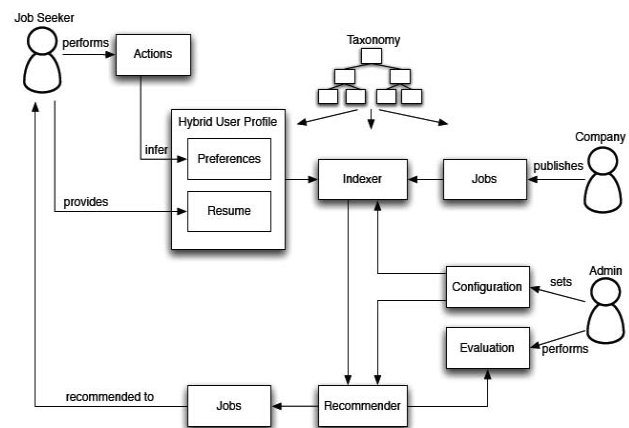 Job Seeker
performs
Actions
Taxonomy
Hybrid User Profile
infer
Preferences
Company
Indexer
Jobs
publishes
provides
Resume
Admin
Configuration
sets
Evaluation
performs
recommended to
Jobs
Recommender